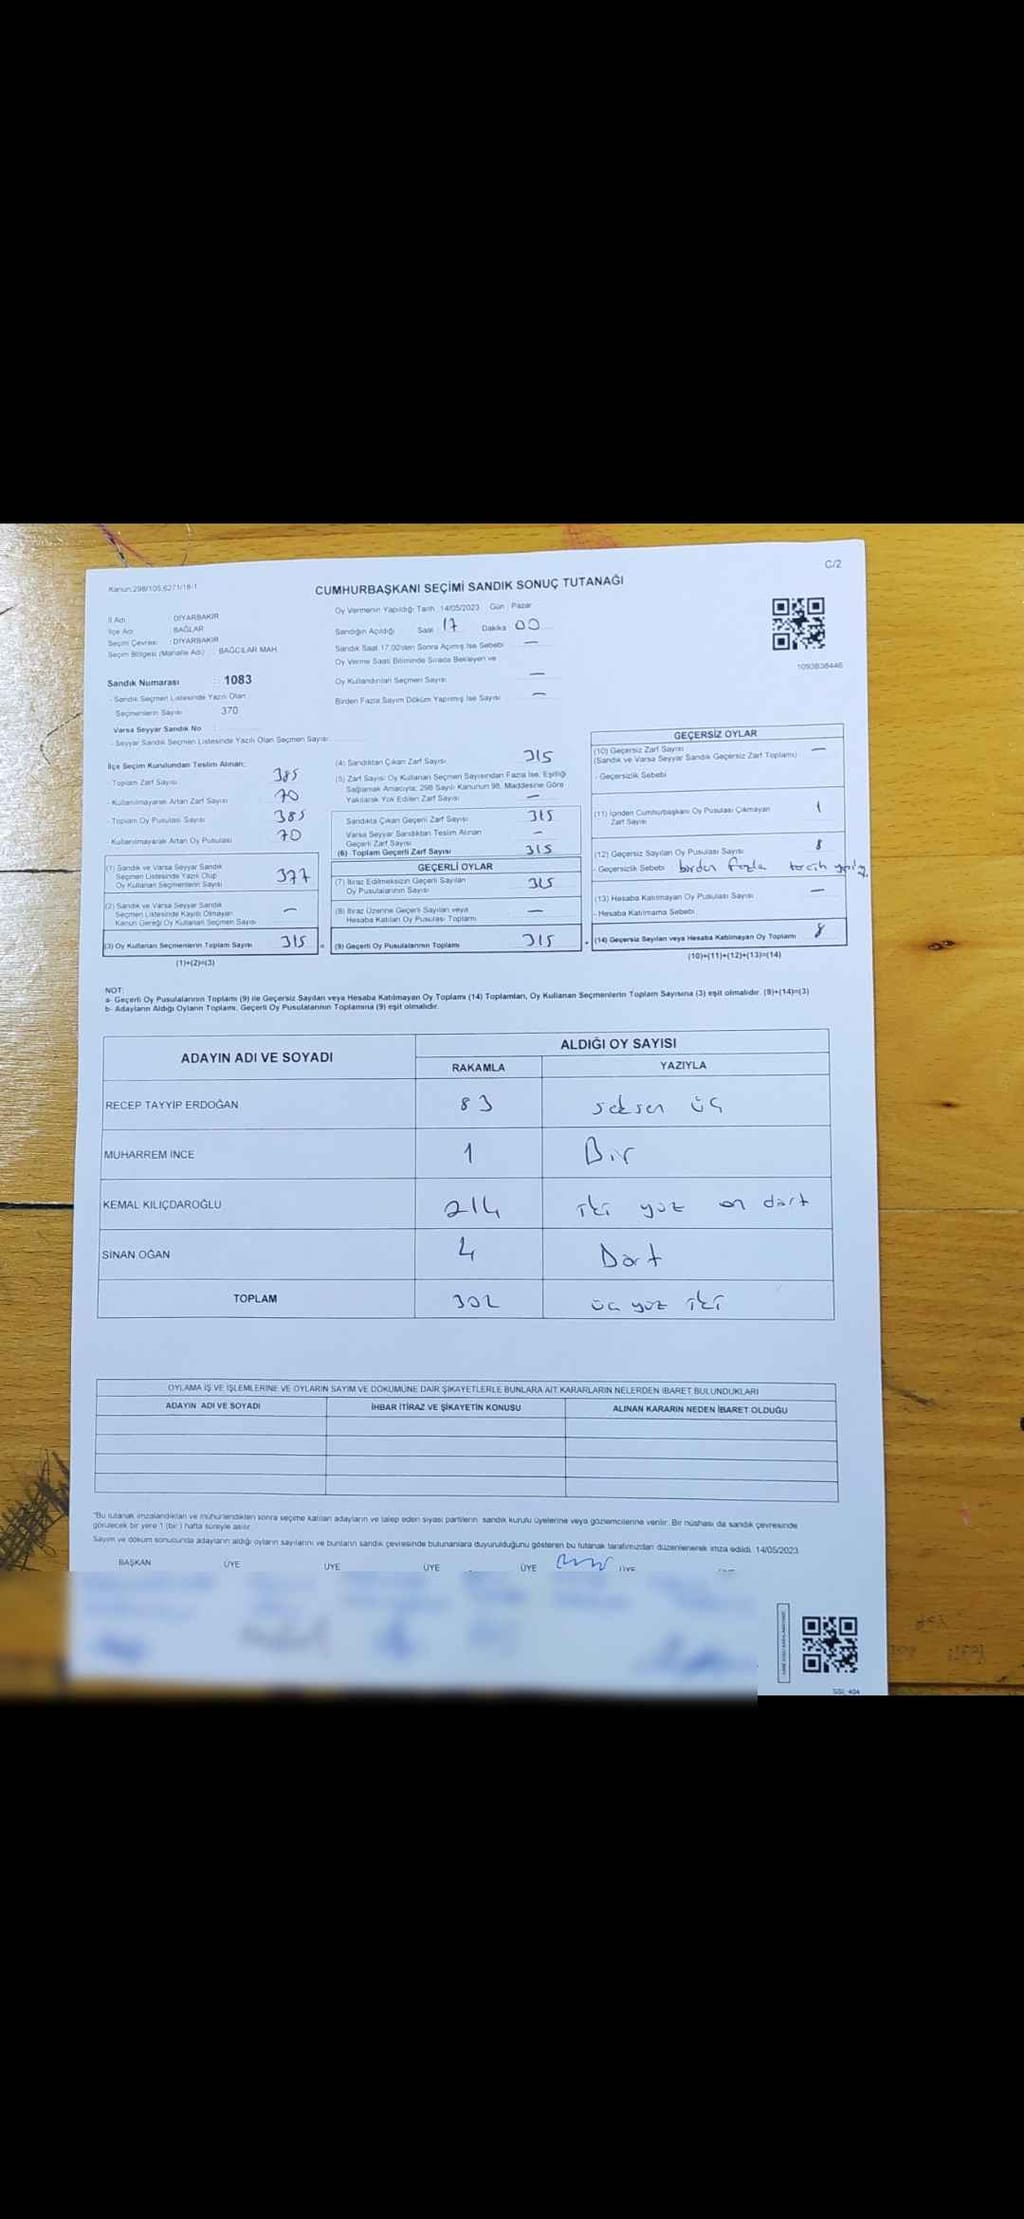 C/2
Kanun:298/105,6271/18-1
CUMHURBAŞKANI SEÇİMİ SANDIK SONUÇ TUTANAĞI
İl Adı : DİYARBAKIR
İlçe Adı : BAĞLAR
Seçim Çevresi : DİYARBAKIR
Seçim Bölgesi (Mahalle Adı) : BAĞCILAR MAH.
Sandık Numarası : 1083
- Sandık Seçmen Listesinde Yazılı Olan
Seçmenlerin Sayısı 370
Varsa Seyyar Sandık No
- Seyyar Sandık Seçmen Listesinde Yazılı Olan Seçmen Sayısı :
Oy Vermenin Yapıldığı Tarih 14/05/2023 Gün : Pazar
Sandığın Açıldığı Saat 17 Dakika 00
Sandık Saat 17.00'den Sonra Açılmış İse Sebebi —
Oy Verme Saati Bitiminde Sırada Bekleyen ve
Oy Kullandırılan Seçmen Sayısı —
Birden Fazla Sayım Döküm Yapılmış İse Sayısı —
1093838446
İlçe Seçim Kurulundan Teslim Alınan;
- Toplam Zarf Sayısı 385
- Kullanılmayarak Artan Zarf Sayısı 70
- Toplam Oy Pusulası Sayısı 385
- Kullanılmayarak Artan Oy Pusulası 70
(1) Sandık ve Varsa Seyyar Sandık
Seçmen Listesinde Yazılı Olup
Oy Kullanan Seçmenlerin Sayısı 377
(2) Sandık ve Varsa Seyyar Sandık
Seçmen Listesinde Kayıtlı Olmayan
Kanun Gereği Oy Kullanan Seçmen Sayısı —
(3) Oy Kullanan Seçmenlerin Toplam Sayısı 315 =
(1)+(2)=(3)
(4) Sandıktan Çıkan Zarf Sayısı 315
(5) Zarf Sayısı Oy Kullanan Seçmen Sayısından Fazla İse, Eşitliği
Sağlamak Amacıyla; 298 Sayılı Kanunun 98. Maddesine Göre
Yakılarak Yok Edilen Zarf Sayısı —
Sandıkta Çıkan Geçerli Zarf Sayısı 315
Varsa Seyyar Sandıktan Teslim Alınan
Geçerli Zarf Sayısı —
(6) Toplam Geçerli Zarf Sayısı 315
GEÇERLİ OYLAR
(7) İtiraz Edilmeksizin Geçerli Sayılan
Oy Pusulalarının Sayısı 315
(8) İtiraz Üzerine Geçerli Sayılan veya
Hesaba Katılan Oy Pusulası Toplamı —
(9) Geçerli Oy Pusulalarının Toplamı 315 +
GEÇERSİZ OYLAR
(10) Geçersiz Zarf Sayısı
(Sandık ve Varsa Seyyar Sandık Geçersiz Zarf Toplamı) —
- Geçersizlik Sebebi
(11) İçinden Cumhurbaşkanı Oy Pusulası Çıkmayan
Zarf Sayısı 1
(12) Geçersiz Sayılan Oy Pusulası Sayısı 8
- Geçersizlik Sebebi birden fazla tercih
(13) Hesaba Katılmayan Oy Pusulası Sayısı —
- Hesaba Katılmama Sebebi
(14) Geçersiz Sayılan veya Hesaba Katılmayan Oy Toplamı 8
(10)+(11)+(12)+(13)=(14)
NOT:
a- Geçerli Oy Pusulalarının Toplamı (9) ile Geçersiz Sayılan veya Hesaba Katılmayan Oy Toplamı (14) Toplamları, Oy Kullanan Seçmenlerin Toplam Sayısına (3) eşit olmalıdır. (9)+(14)=(3)
b- Adayların Aldığı Oyların Toplamı, Geçerli Oy Pusulalarının Toplamına (9) eşit olmalıdır.
ADAYIN ADI VE SOYADI ALDIĞI OY SAYISI
RAKAMLA YAZIYLA
RECEP TAYYİP ERDOĞAN 83 seksen üç
MUHARREM İNCE 1 Bir
KEMAL KILIÇDAROĞLU 214 iki yüz on dört
SİNAN OĞAN 4 Dört
TOPLAM 302 üç yüz iki
OYLAMA İŞ VE İŞLEMLERİNE VE OYLARIN SAYIM VE DÖKÜMÜNE DAİR ŞİKAYETLERLE BUNLARA AİT KARARLARIN NELERDEN İBARET BULUNDUKLARI
ADAYIN ADI VE SOYADI İHBAR İTİRAZ VE ŞİKAYETİN KONUSU ALINAN KARARIN NEDEN İBARET OLDUĞU
"Bu tutanak imzalandıktan ve mühürlendikten sonra seçime katılan adayların ve talep eden siyasi partilerin sandık kurulu üyelerine veya gözlemcilerine verilir. Bir nüshası da sandık çevresinde
görülecek bir yere 1 (bir) hafta süreyle asılır.
Sayım ve döküm sonucunda adayların aldığı oyların sayılarını ve bunların sandık çevresinde bulunanlara duyurulduğunu gösteren bu tutanak tarafımızdan düzenlenerek imza edildi. 14/05/2023
BAŞKAN ÜYE ÜYE ÜYE ÜYE ÜYE